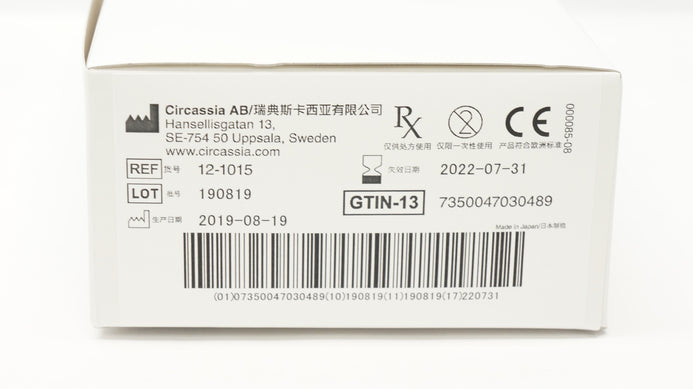 Circassia AB/瑞典斯卡西亚有限公司
Hansellisgatan 13,
SE-754 50 Uppsala, Sweden
www.circassia.com
Rx
仅供处方使用
2
仅限一次性使用
CE
产品符合欧洲标准
000085-08
REF 货号 12-1015
失效日期 2022-07-31
LOT 批号 190819
GTIN-13 7350047030489
生产日期 2019-08-19
Made in Japan/日本制造
(01)07350047030489(10)190819(11)190819(17)220731